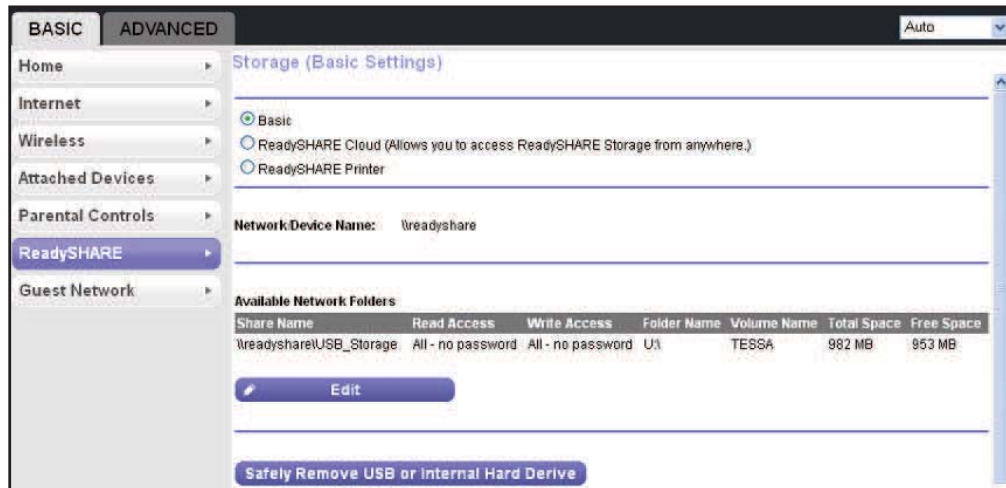 BASIC ADVANCED Auto
Home
Internet
Wireless
Attached Devices
Parental Controls
ReadySHARE
Guest Network
Storage (Basic Settings)
Basic
ReadySHARE Cloud (Allows you to access ReadySHARE Storage from anywhere.)
ReadySHARE Printer
Network/Device Name: \\readyshare
Available Network Folders
Share Name Read Access Write Access Folder Name Volume Name Total Space Free Space
\\readyshare\USB_Storage All - no password All - no password U:\ TESSA 982 MB 953 MB
Edit
Safely Remove USB or Internal Hard Derive